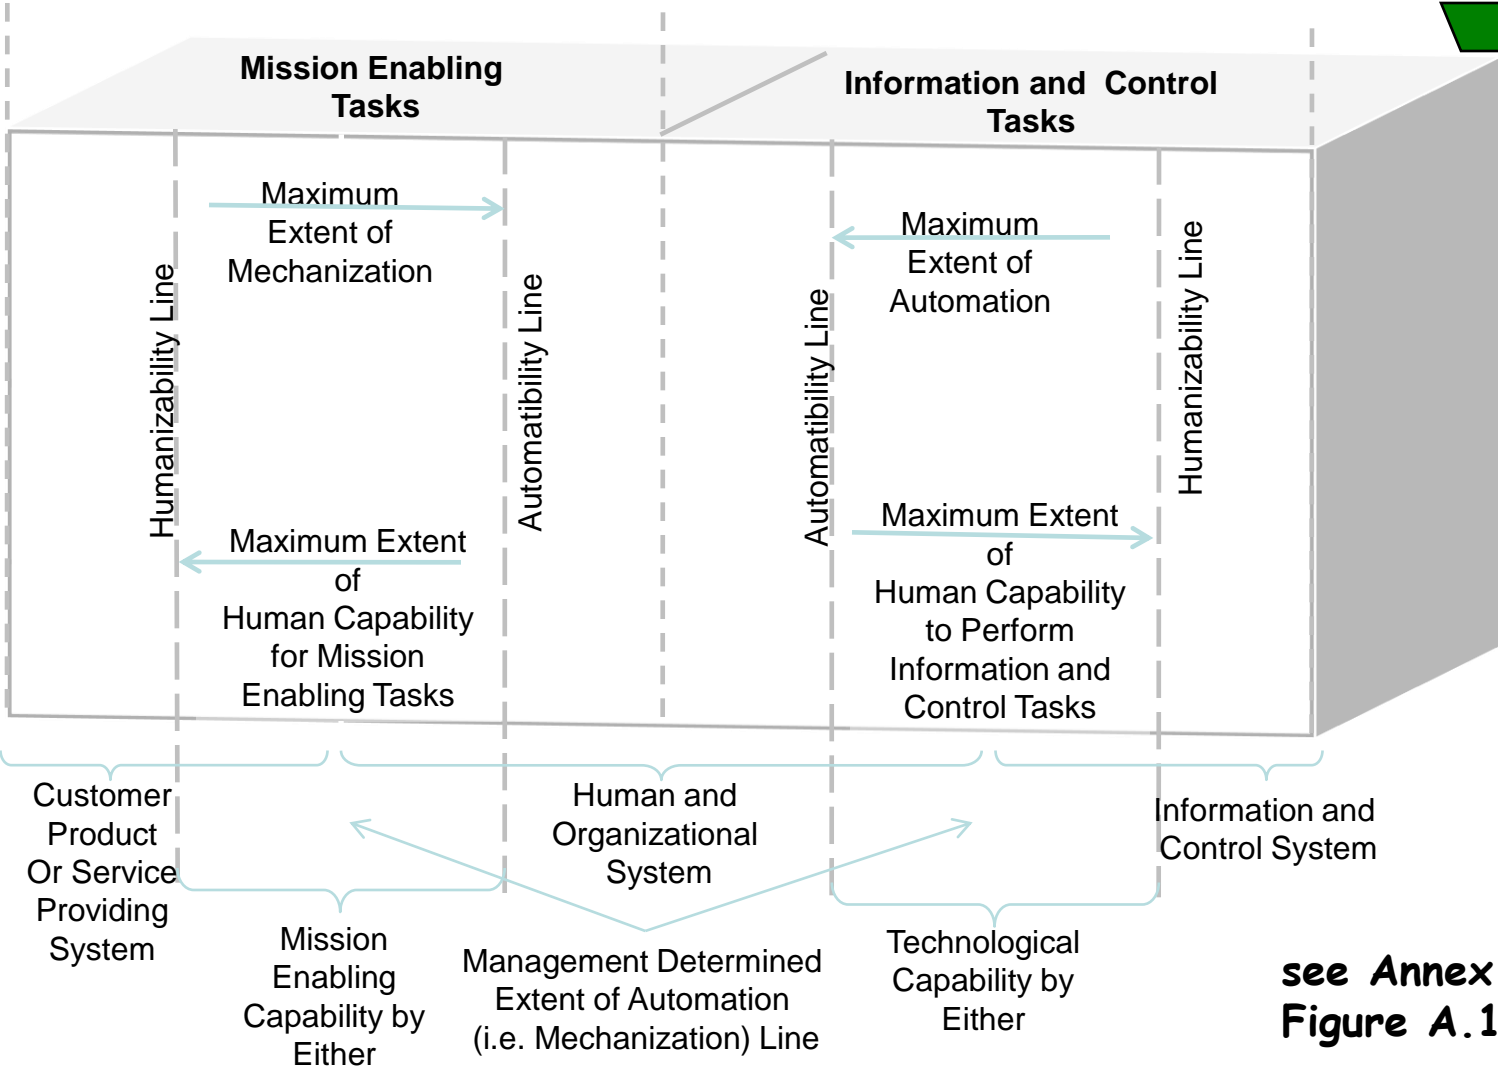 Mission Enabling
Tasks
Information and Control
Tasks
Maximum
Extent of
Mechanization
Maximum
Extent of
Automation
Humanizability Line
Automatibility Line
Automatibility Line
Humanizability Line
Maximum Extent
of
Human Capability
for Mission
Enabling Tasks
Maximum Extent
of
Human Capability
to Perform
Information and
Control Tasks
Customer
Product
Or Service
Providing
System
Human and
Organizational
System
Information and
Control System
Mission
Enabling
Capability by
Either
Management Determined
Extent of Automation
(i.e. Mechanization) Line
Technological
Capability by
Either
see Annex
Figure A.1